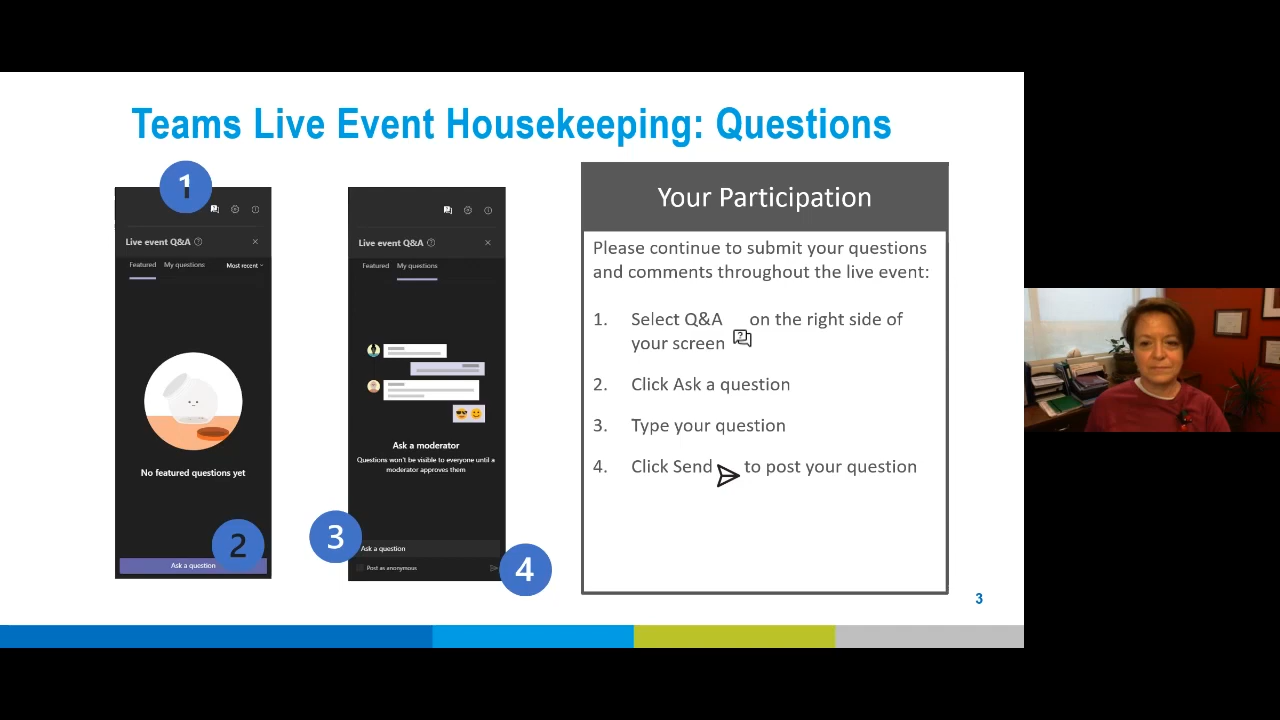 Teams Live Event Housekeeping: Questions
1
Live event Q&A
Featured My questions Most recent
No featured questions yet
2
Ask a question
Live event Q&A
Featured My questions
Ask a moderator
Questions won't be visible to everyone until a
moderator approves them
3
Ask a question
Post as anonymous
4
Your Participation
Please continue to submit your questions
and comments throughout the live event:
1. Select Q&A on the right side of
your screen
2. Click Ask a question
3. Type your question
4. Click Send to post your question
3